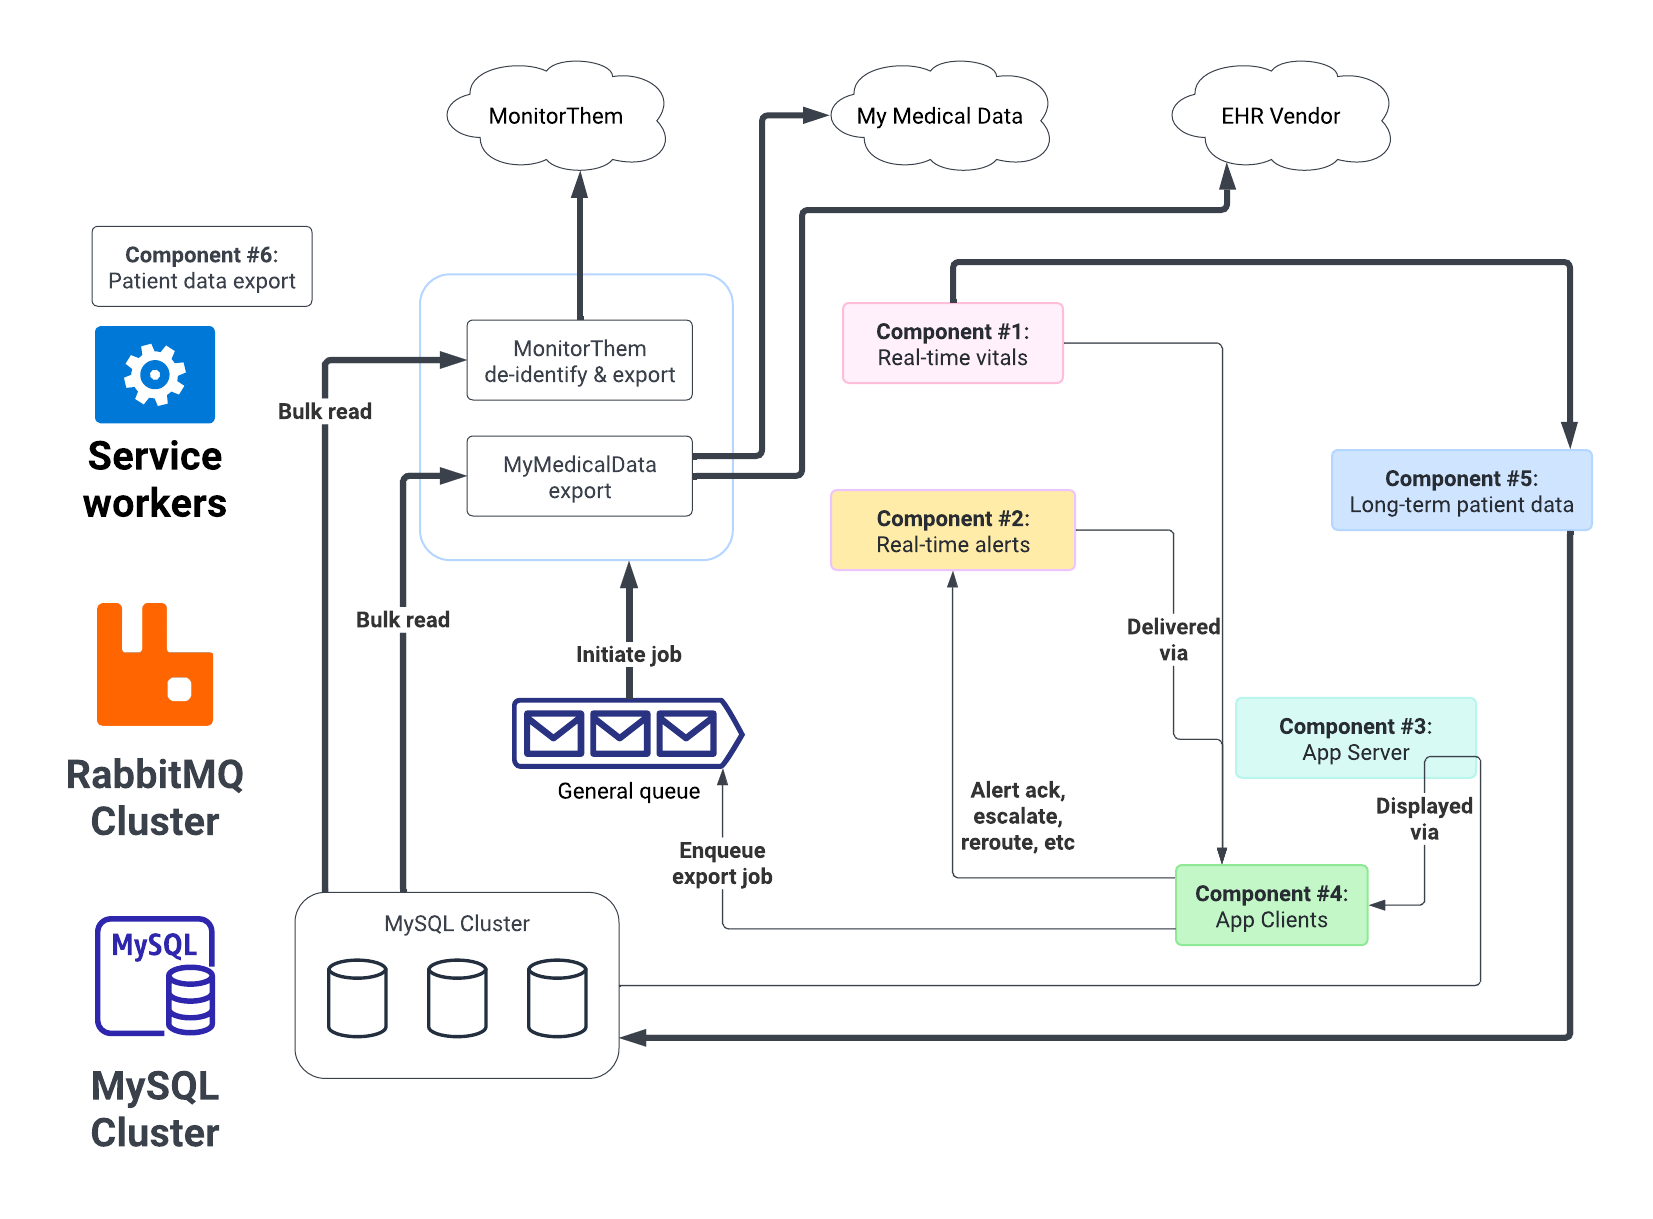 MonitorThem
My Medical Data
EHR Vendor
Component #6:
Patient data export
Service
workers
MonitorThem
de-identify & export
MyMedicalData
export
Bulk read
Bulk read
Initiate job
Component #1:
Real-time vitals
Component #2:
Real-time alerts
Component #5:
Long-term patient data
Delivered
via
RabbitMQ
Cluster
General queue
Enqueue
export job
Alert ack,
escalate,
reroute, etc
Component #3:
App Server
Displayed
via
Component #4:
App Clients
MySQL Cluster
MySQL
MySQL
Cluster